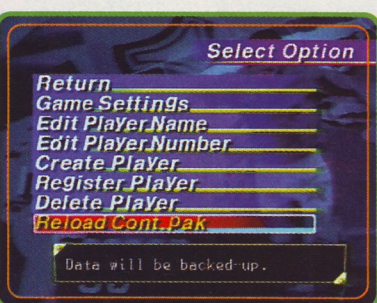 Select Option
Return
Game Settings
Edit Player Name
Edit Player Number
Create Player
Register Player
Delete Player
Reload Cont.pak
Data will be backed-up.